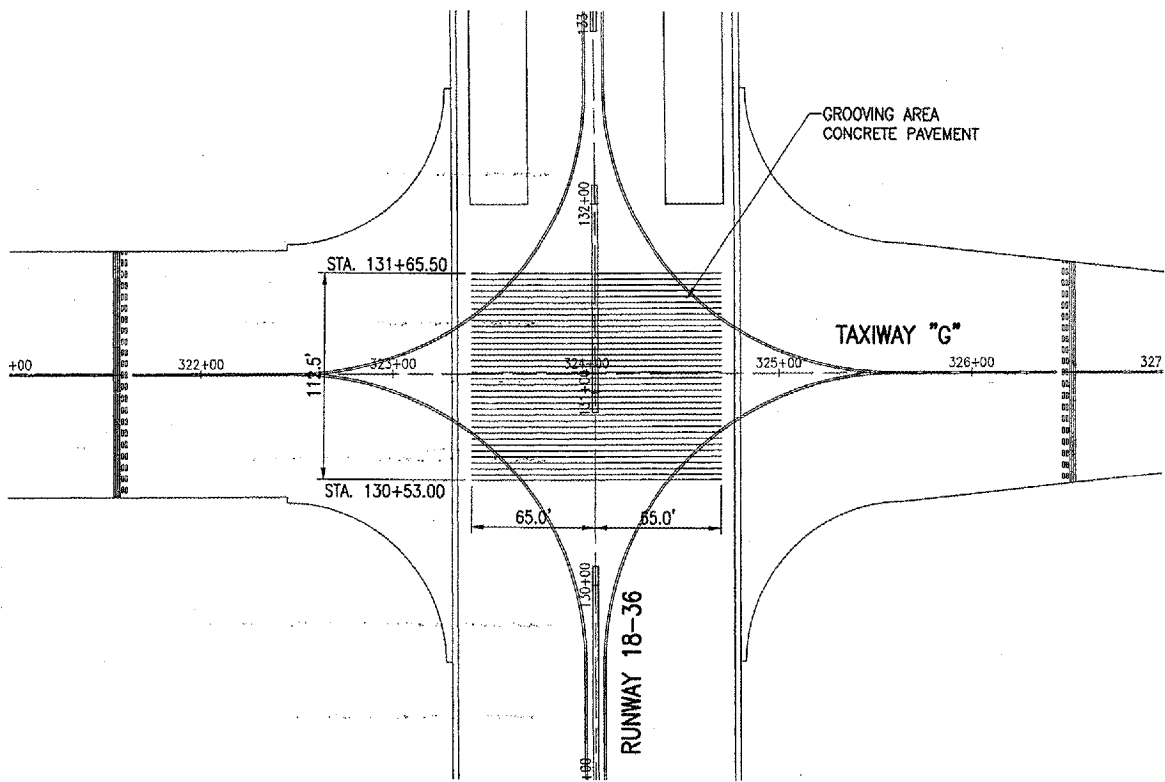 133
GROOVING AREA
CONCRETE PAVEMENT
132+00
STA. 131+65.50
TAXIWAY "G"
+00
322+00
323+00
324+00
325+00
326+00
327
112.5'
131+00
STA. 130+53.00
65.0'
65.0'
130+00
RUNWAY 18-36
+00